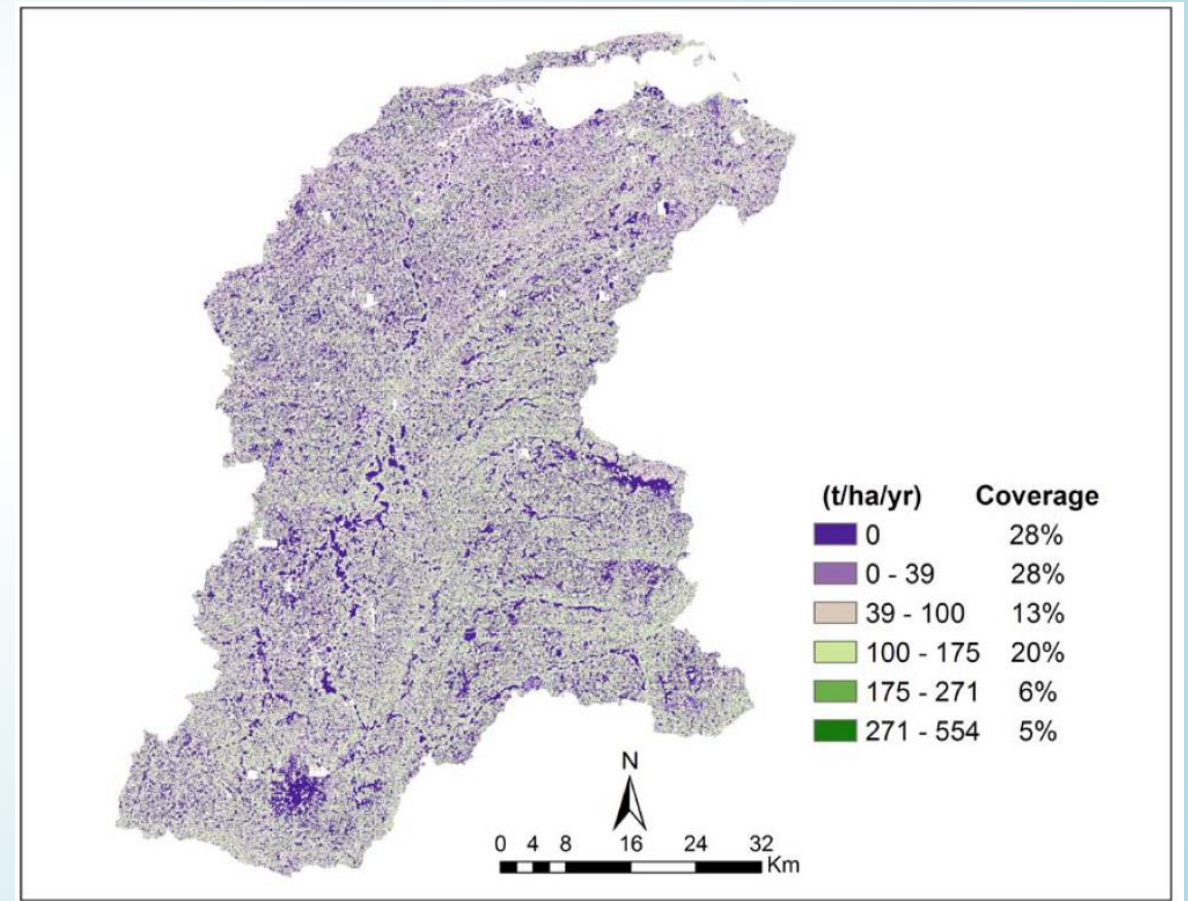 (t/ha/yr) Coverage
0 28%
0 - 39 28%
39 - 100 13%
100 - 175 20%
175 - 271 6%
271 - 554 5%
N
0 4 8 16 24 32
Km